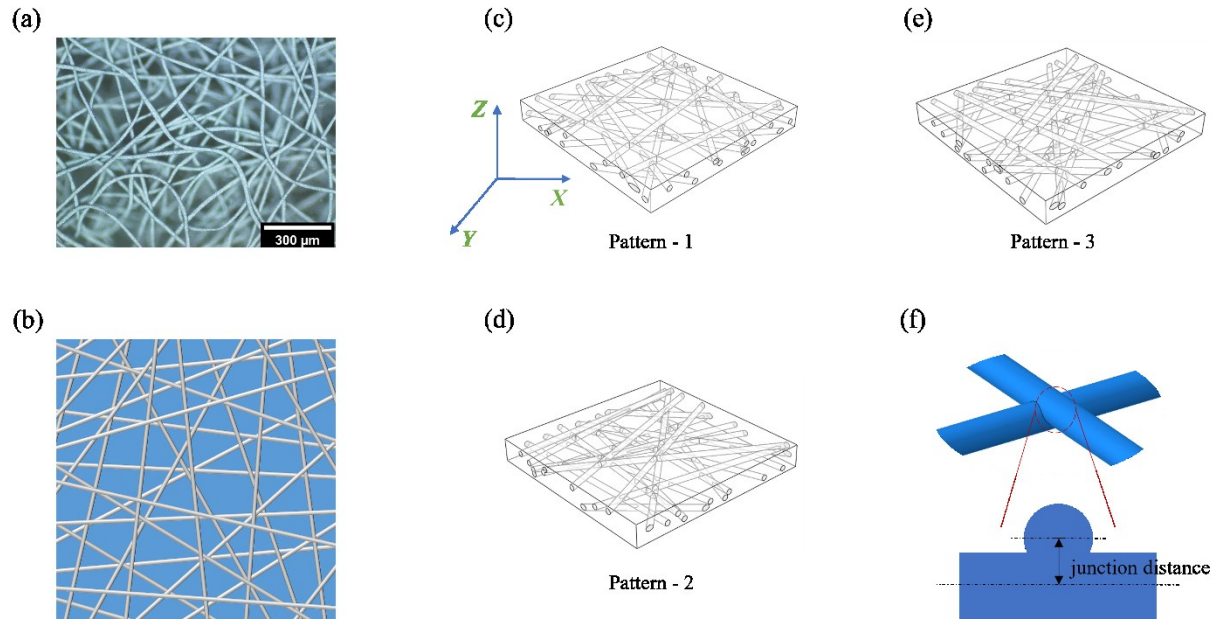 (a)
300 μm
(b)
(c)
Z
X
Y
Pattern - 1
(d)
Pattern - 2
(e)
Pattern - 3
(f)
junction distance